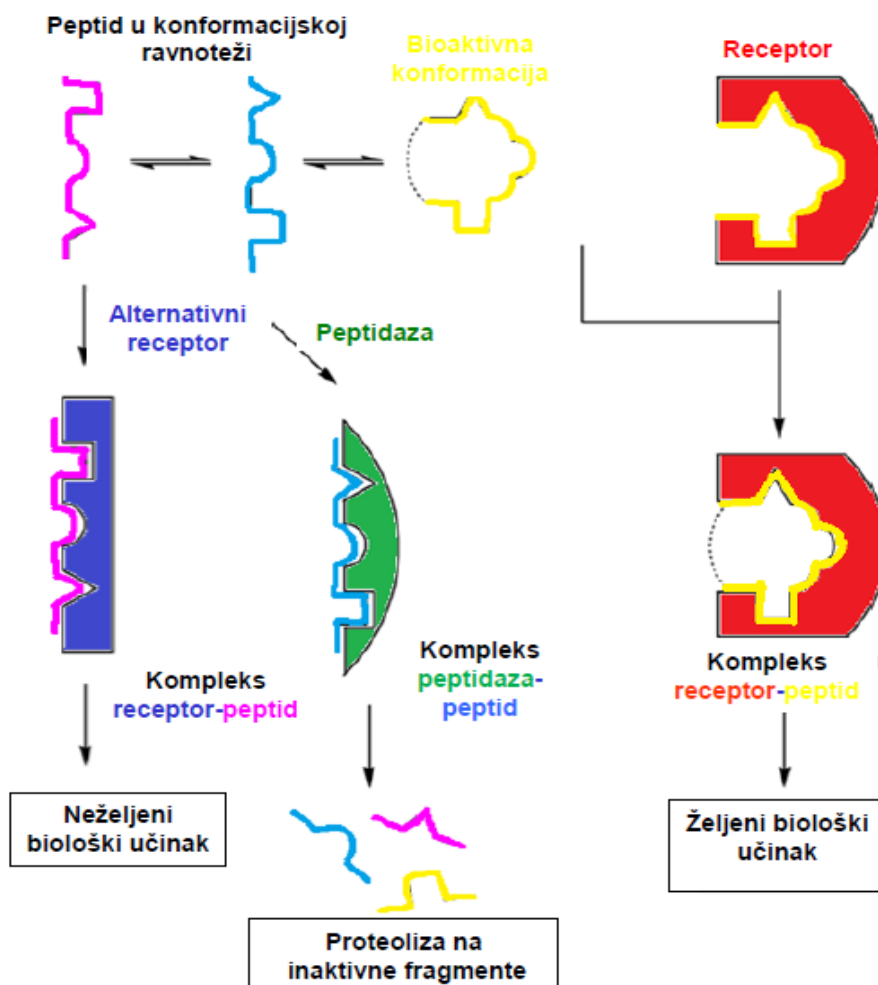 Peptid u konformacijskoj
ravnoteži
Bioaktivna
konformacija
Receptor
Alternativni
receptor
Peptidaza
Kompleks
receptor-peptid
Kompleks
peptidaza-
peptid
Kompleks
receptor-peptid
Neželjeni
biološki učinak
Željeni biološki
učinak
Proteoliza na
inaktivne fragmente